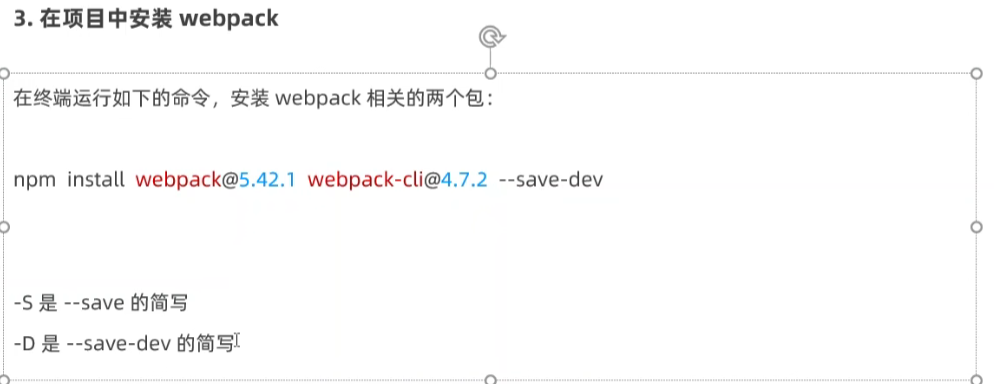 3. 在项目中安装 webpack
在终端运行如下的命令，安装 webpack 相关的两个包：
npm install webpack@5.42.1 webpack-cli@4.7.2 --save-dev
-S 是 --save 的简写
-D 是 --save-dev 的简写